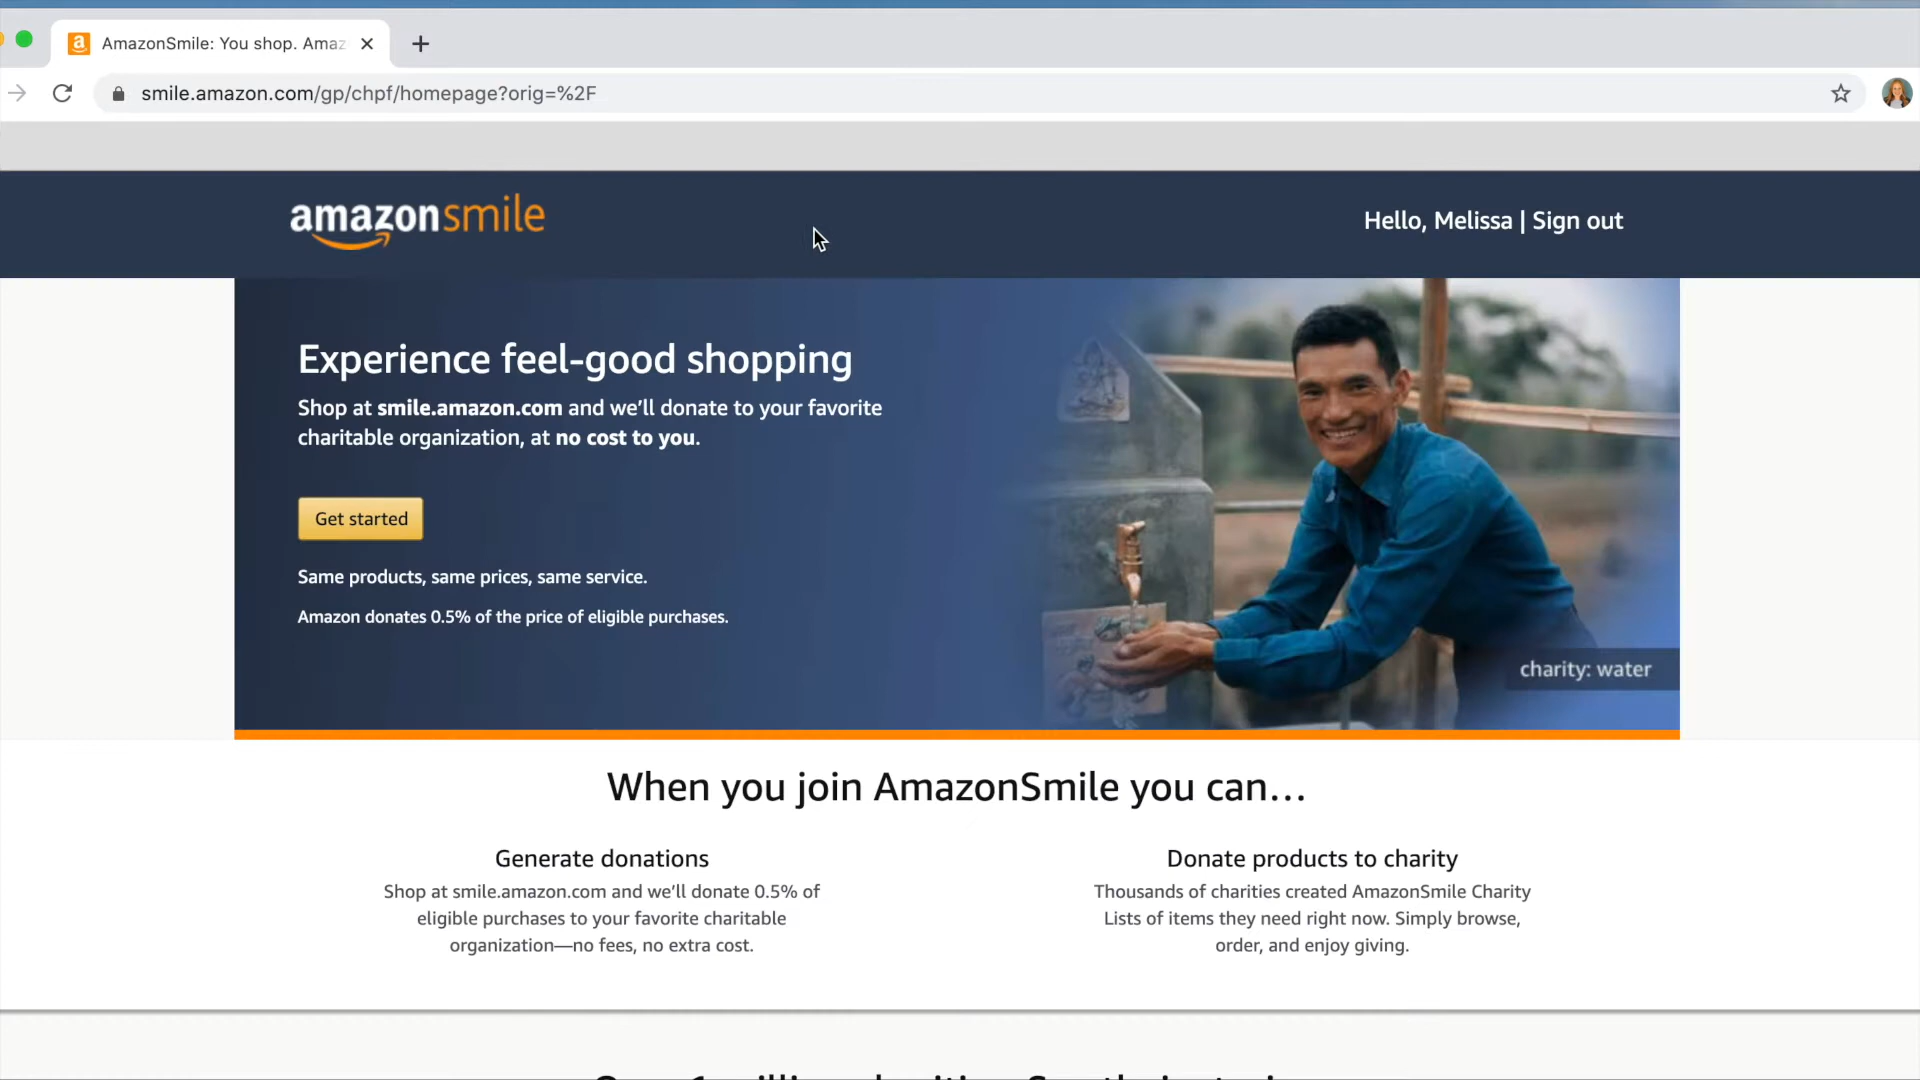 AmazonSmile: You shop. Amaz
smile.amazon.com/gp/chpf/homepage?orig=%2F
amazonsmile
Hello, Melissa | Sign out
Experience feel-good shopping
Shop at smile.amazon.com and we’ll donate to your favorite
charitable organization, at no cost to you.
Get started
Same products, same prices, same service.
Amazon donates 0.5% of the price of eligible purchases.
charity: water
When you join AmazonSmile you can…
Generate donations
Shop at smile.amazon.com and we’ll donate 0.5% of
eligible purchases to your favorite charitable
organization—no fees, no extra cost.
Donate products to charity
Thousands of charities created AmazonSmile Charity
Lists of items they need right now. Simply browse,
order, and enjoy giving.